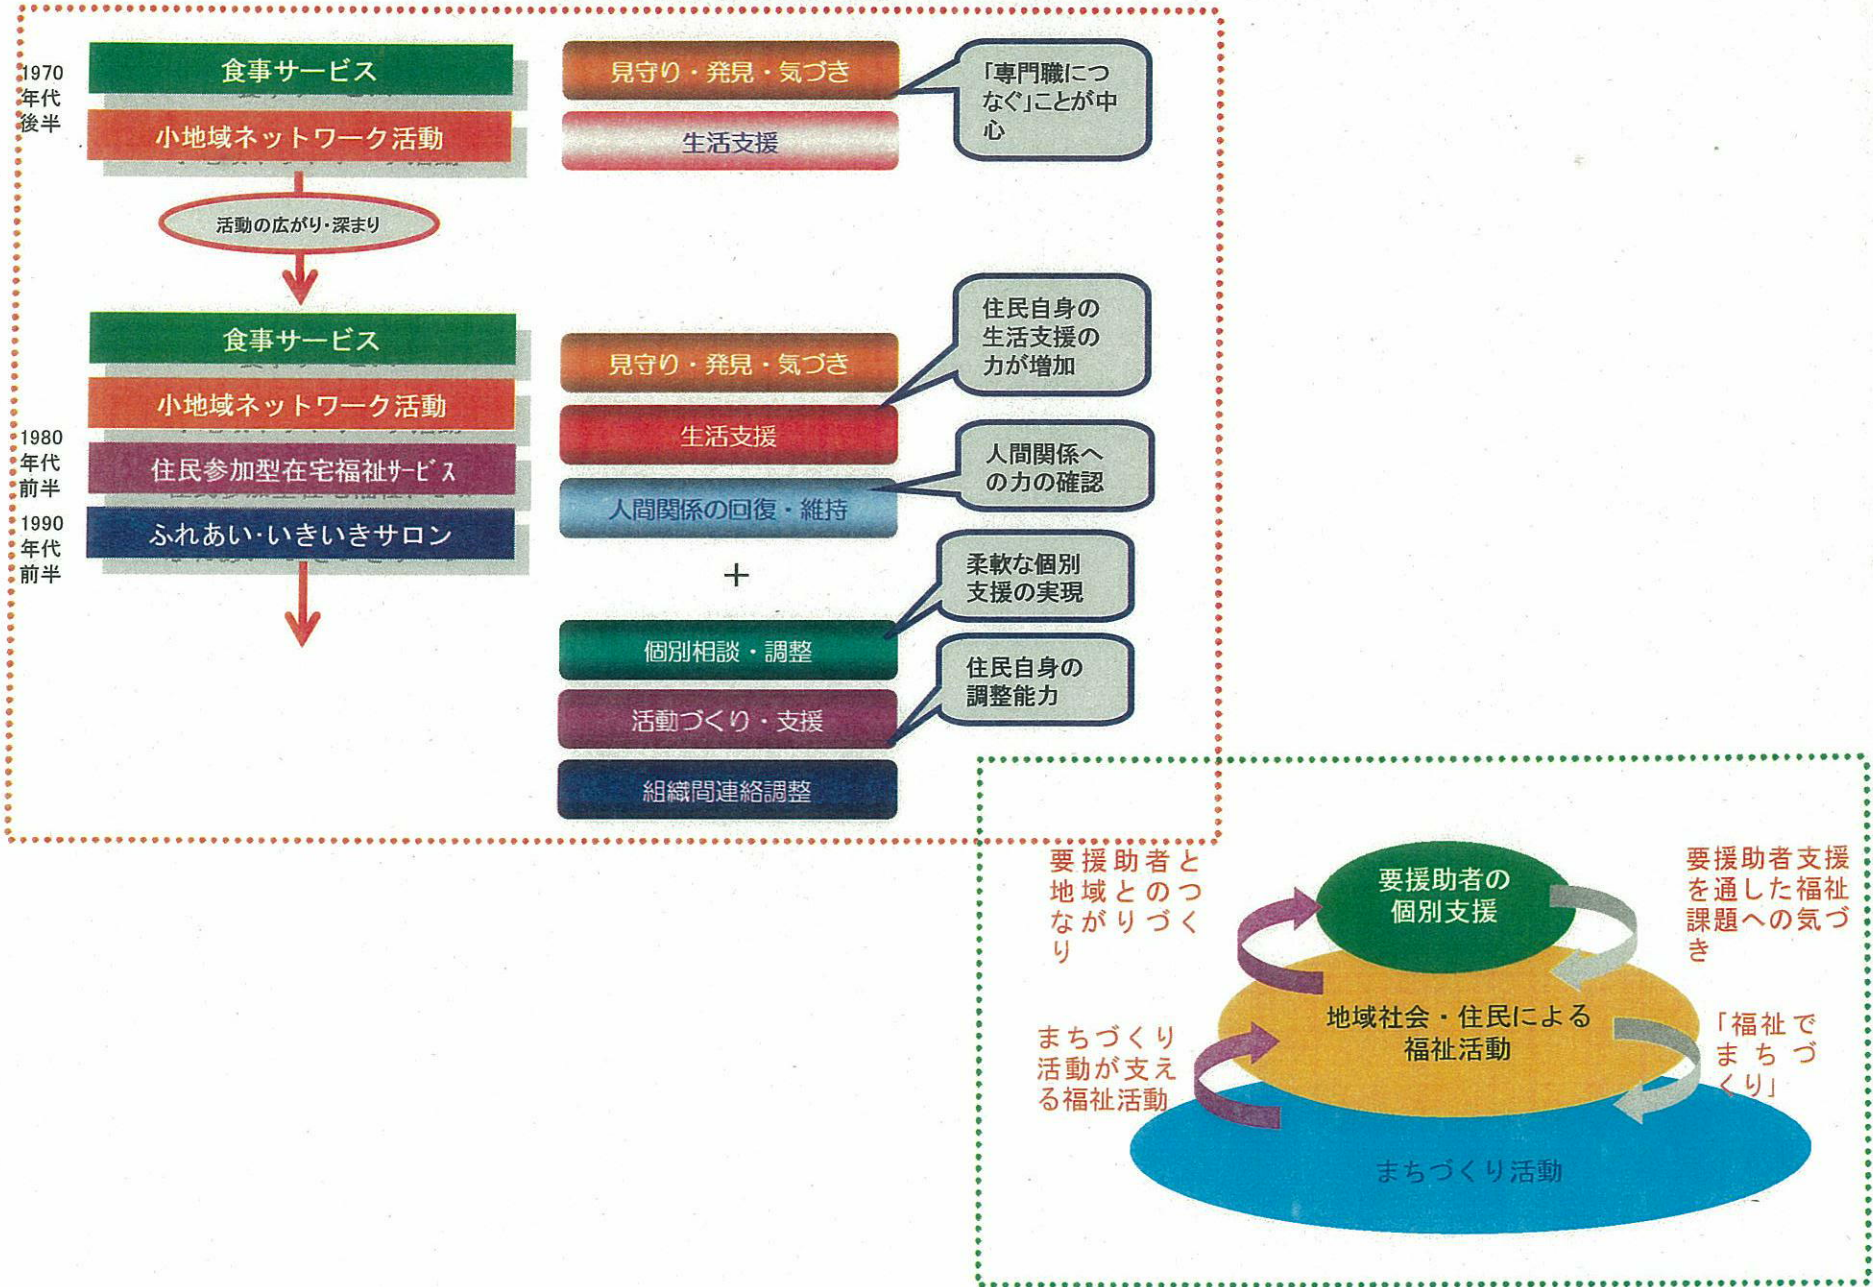 1970
年代
後半
食事サービス
小地域ネットワーク活動
見守り・発見・気づき
生活支援
「専門職につ
なぐ」ことが中
心
活動の広がり・深まり
食事サービス
小地域ネットワーク活動
1980
年代
前半
住民参加型在宅福祉ｻｰﾋﾞｽ
1990
年代
前半
ふれあい・いきいきサロン
見守り・発見・気づき
生活支援
人間関係の回復・維持
+
個別相談・調整
活動づくり・支援
組織間連絡調整
住民自身の
生活支援の
力が増加
人間関係へ
の力の確認
柔軟な個別
支援の実現
住民自身の
調整能力
要援助者と
地域とのつ
ながりづく
り
要援助者の
個別支援
要援助者支援
を通した福祉
課題への気づ
き
まちづくり
活動が支え
る福祉活動
地域社会・住民による
福祉活動
「福祉で
まちづ
くり」
まちづくり活動